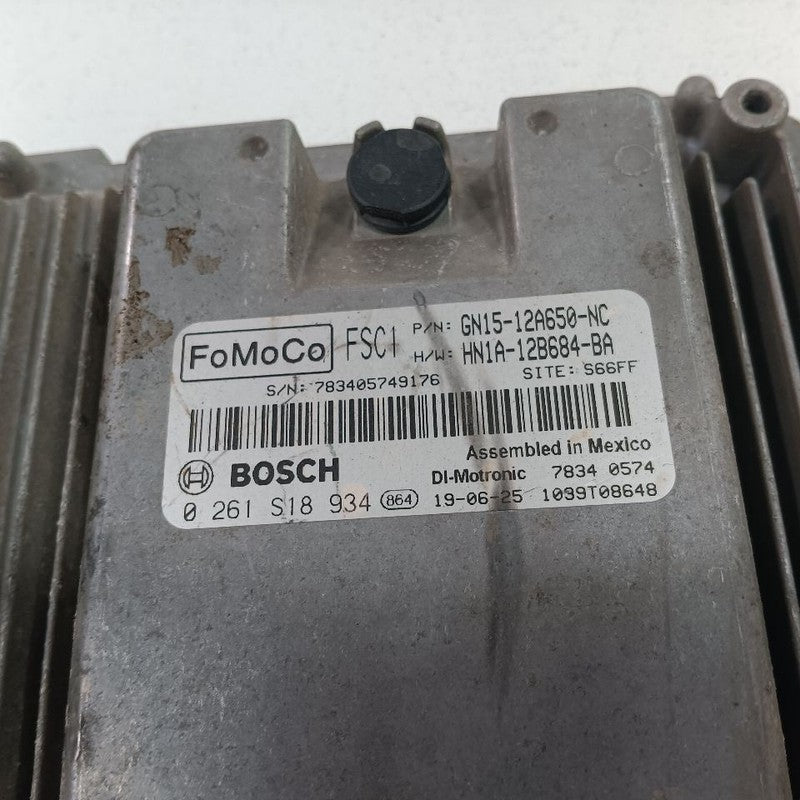 FoMoCo FSC1 P/N: GN15-12A650-NC
H/W: HN1A-12B684-BA
S/N: 783405749176 SITE: S66FF
Assembled in Mexico
BOSCH DI-Motronic 7834 0574
0 261 S18 934 864 19-06-25 1039T08648